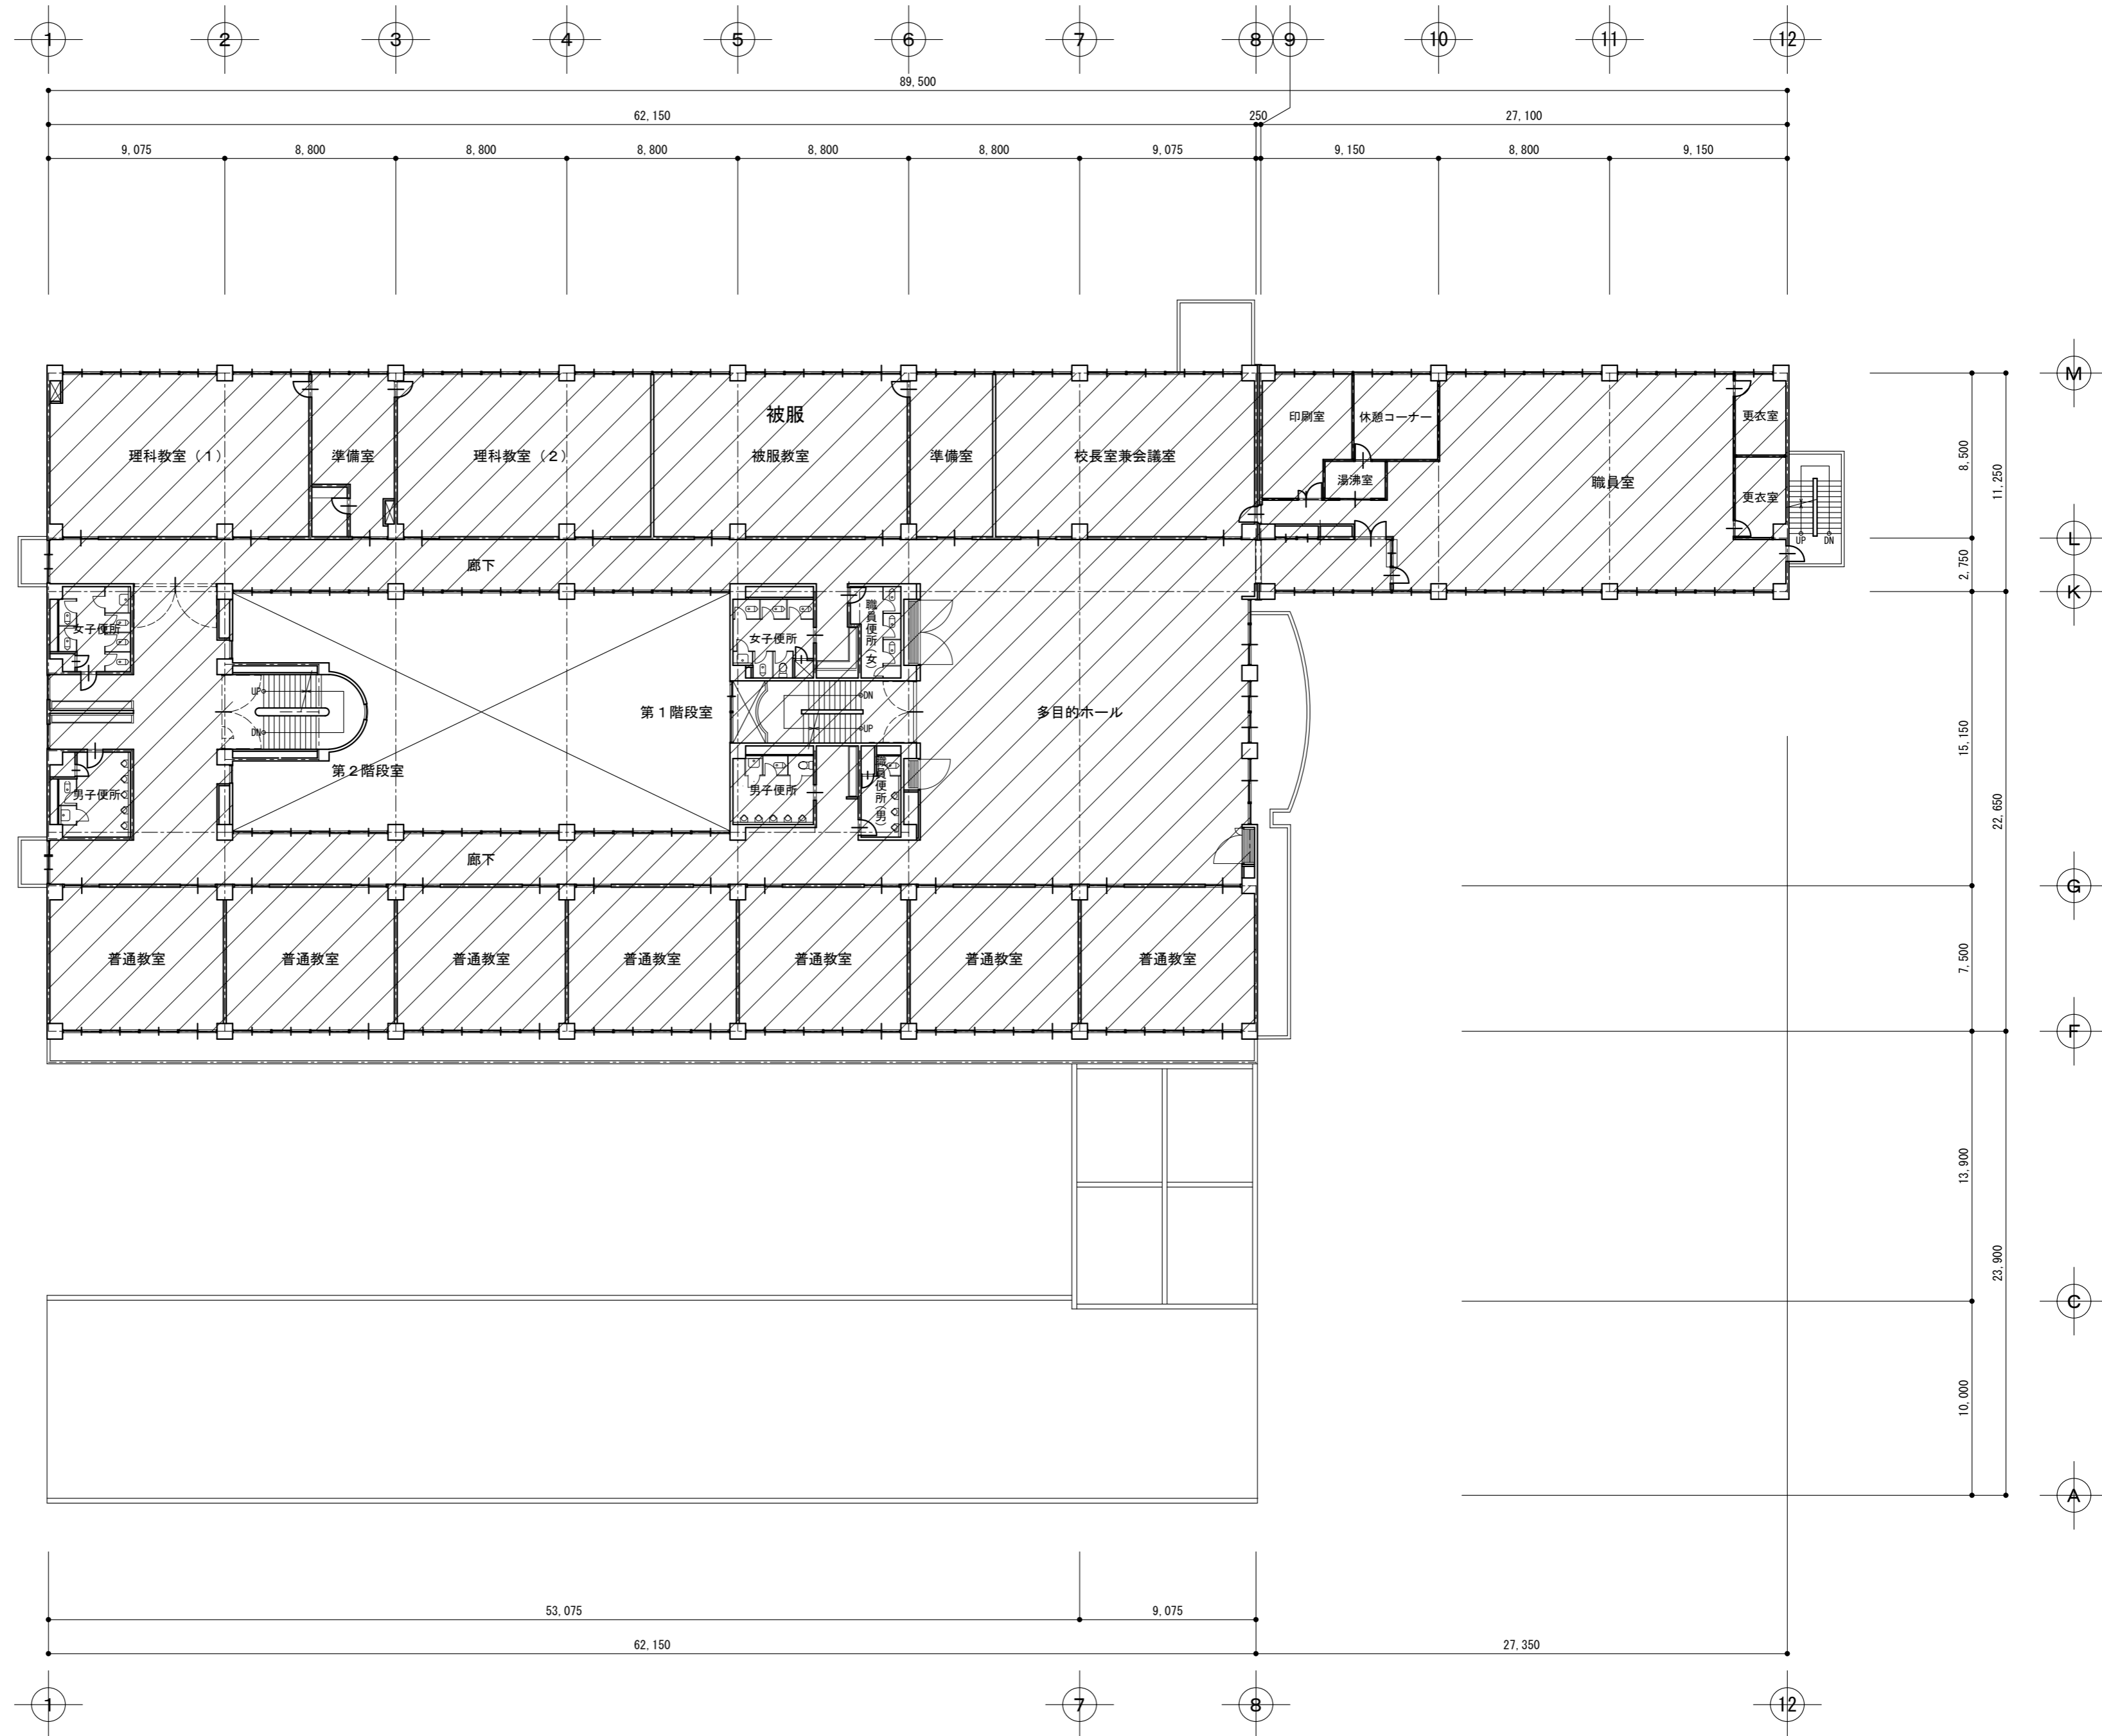 1 2 3 4 5 6 7 8 9 10 11 12
89,500
62,150 250 27,100
9,075 8,800 8,800 8,800 8,800 8,800 9,075 9,150 8,800 9,150
M
被服
印刷室 休憩コーナー 更衣室
理科教室（1） 準備室 理科教室（2） 被服教室 準備室 校長室兼会議室
8,500
11,250
湯沸室 職員室
更衣室
UP DN
L
廊下
2,750
K
女子便所
女子便所
職員便所(女)
UP
DN
DN
UP
第1階段室
多目的ホール
15,150
第2階段室
男子便所
男子便所
職員便所(男)
22,650
廊下
G
普通教室 普通教室 普通教室 普通教室 普通教室 普通教室 普通教室
7,500
F
13,900
23,900
C
10,000
A
53,075 9,075
62,150 27,350
1 7 8 12